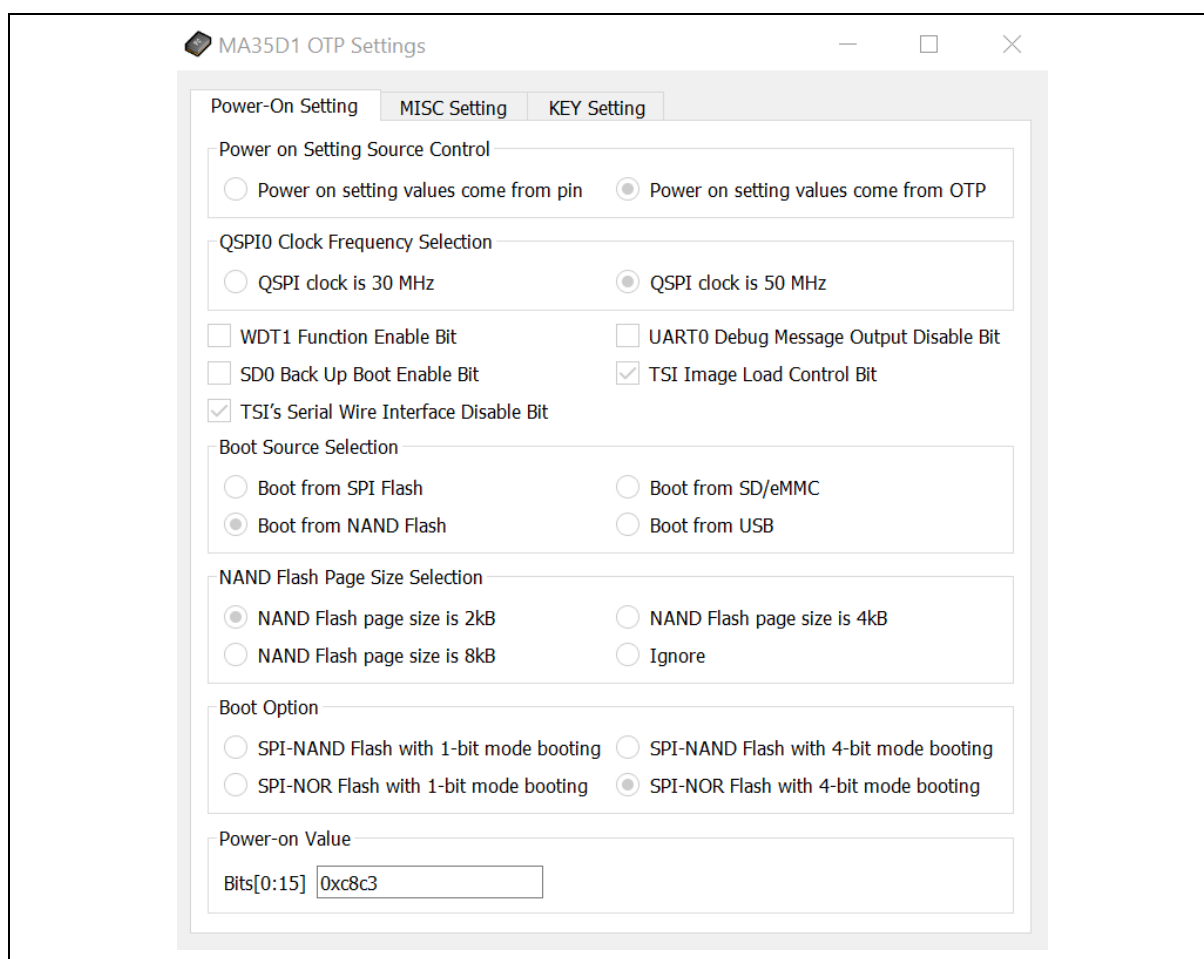 MA35D1 OTP Settings
Power-On Setting MISC Setting KEY Setting
Power on Setting Source Control
Power on setting values come from pin Power on setting values come from OTP
QSPI0 Clock Frequency Selection
QSPI clock is 30 MHz QSPI clock is 50 MHz
WDT1 Function Enable Bit UART0 Debug Message Output Disable Bit
SD0 Back Up Boot Enable Bit TSI Image Load Control Bit
TSI’s Serial Wire Interface Disable Bit
Boot Source Selection
Boot from SPI Flash Boot from SD/eMMC
Boot from NAND Flash Boot from USB
NAND Flash Page Size Selection
NAND Flash page size is 2kB NAND Flash page size is 4kB
NAND Flash page size is 8kB Ignore
Boot Option
SPI-NAND Flash with 1-bit mode booting SPI-NAND Flash with 4-bit mode booting
SPI-NOR Flash with 1-bit mode booting SPI-NOR Flash with 4-bit mode booting
Power-on Value
Bits[0:15] 0xc8c3